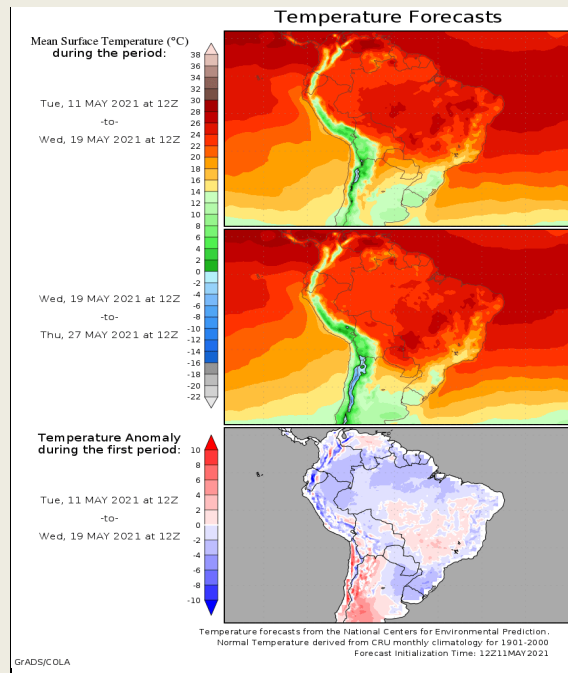 Temperature Forecasts
Mean Surface Temperature (°C)
during the period:
Tue, 11 MAY 2021 at 12Z
-to-
Wed, 19 MAY 2021 at 12Z
38
36
34
32
30
28
26
24
22
20
18
16
14
12
10
8
6
4
2
0
-2
-4
-6
-8
-10
-12
-14
-16
-18
-20
-22
Wed, 19 MAY 2021 at 12Z
-to-
Thu, 27 MAY 2021 at 12Z
Temperature Anomaly
during the first period:
Tue, 11 MAY 2021 at 12Z
-to-
Wed, 19 MAY 2021 at 12Z
10
8
6
4
2
0
-2
-4
-6
-8
-10
Temperature forecasts from the National Centers for Environmental Prediction.
Normal Temperature derived from CRU monthly climatology for 1901-2000
Forecast Initialization Time: 12Z11MAY2021
GrADS/COLA